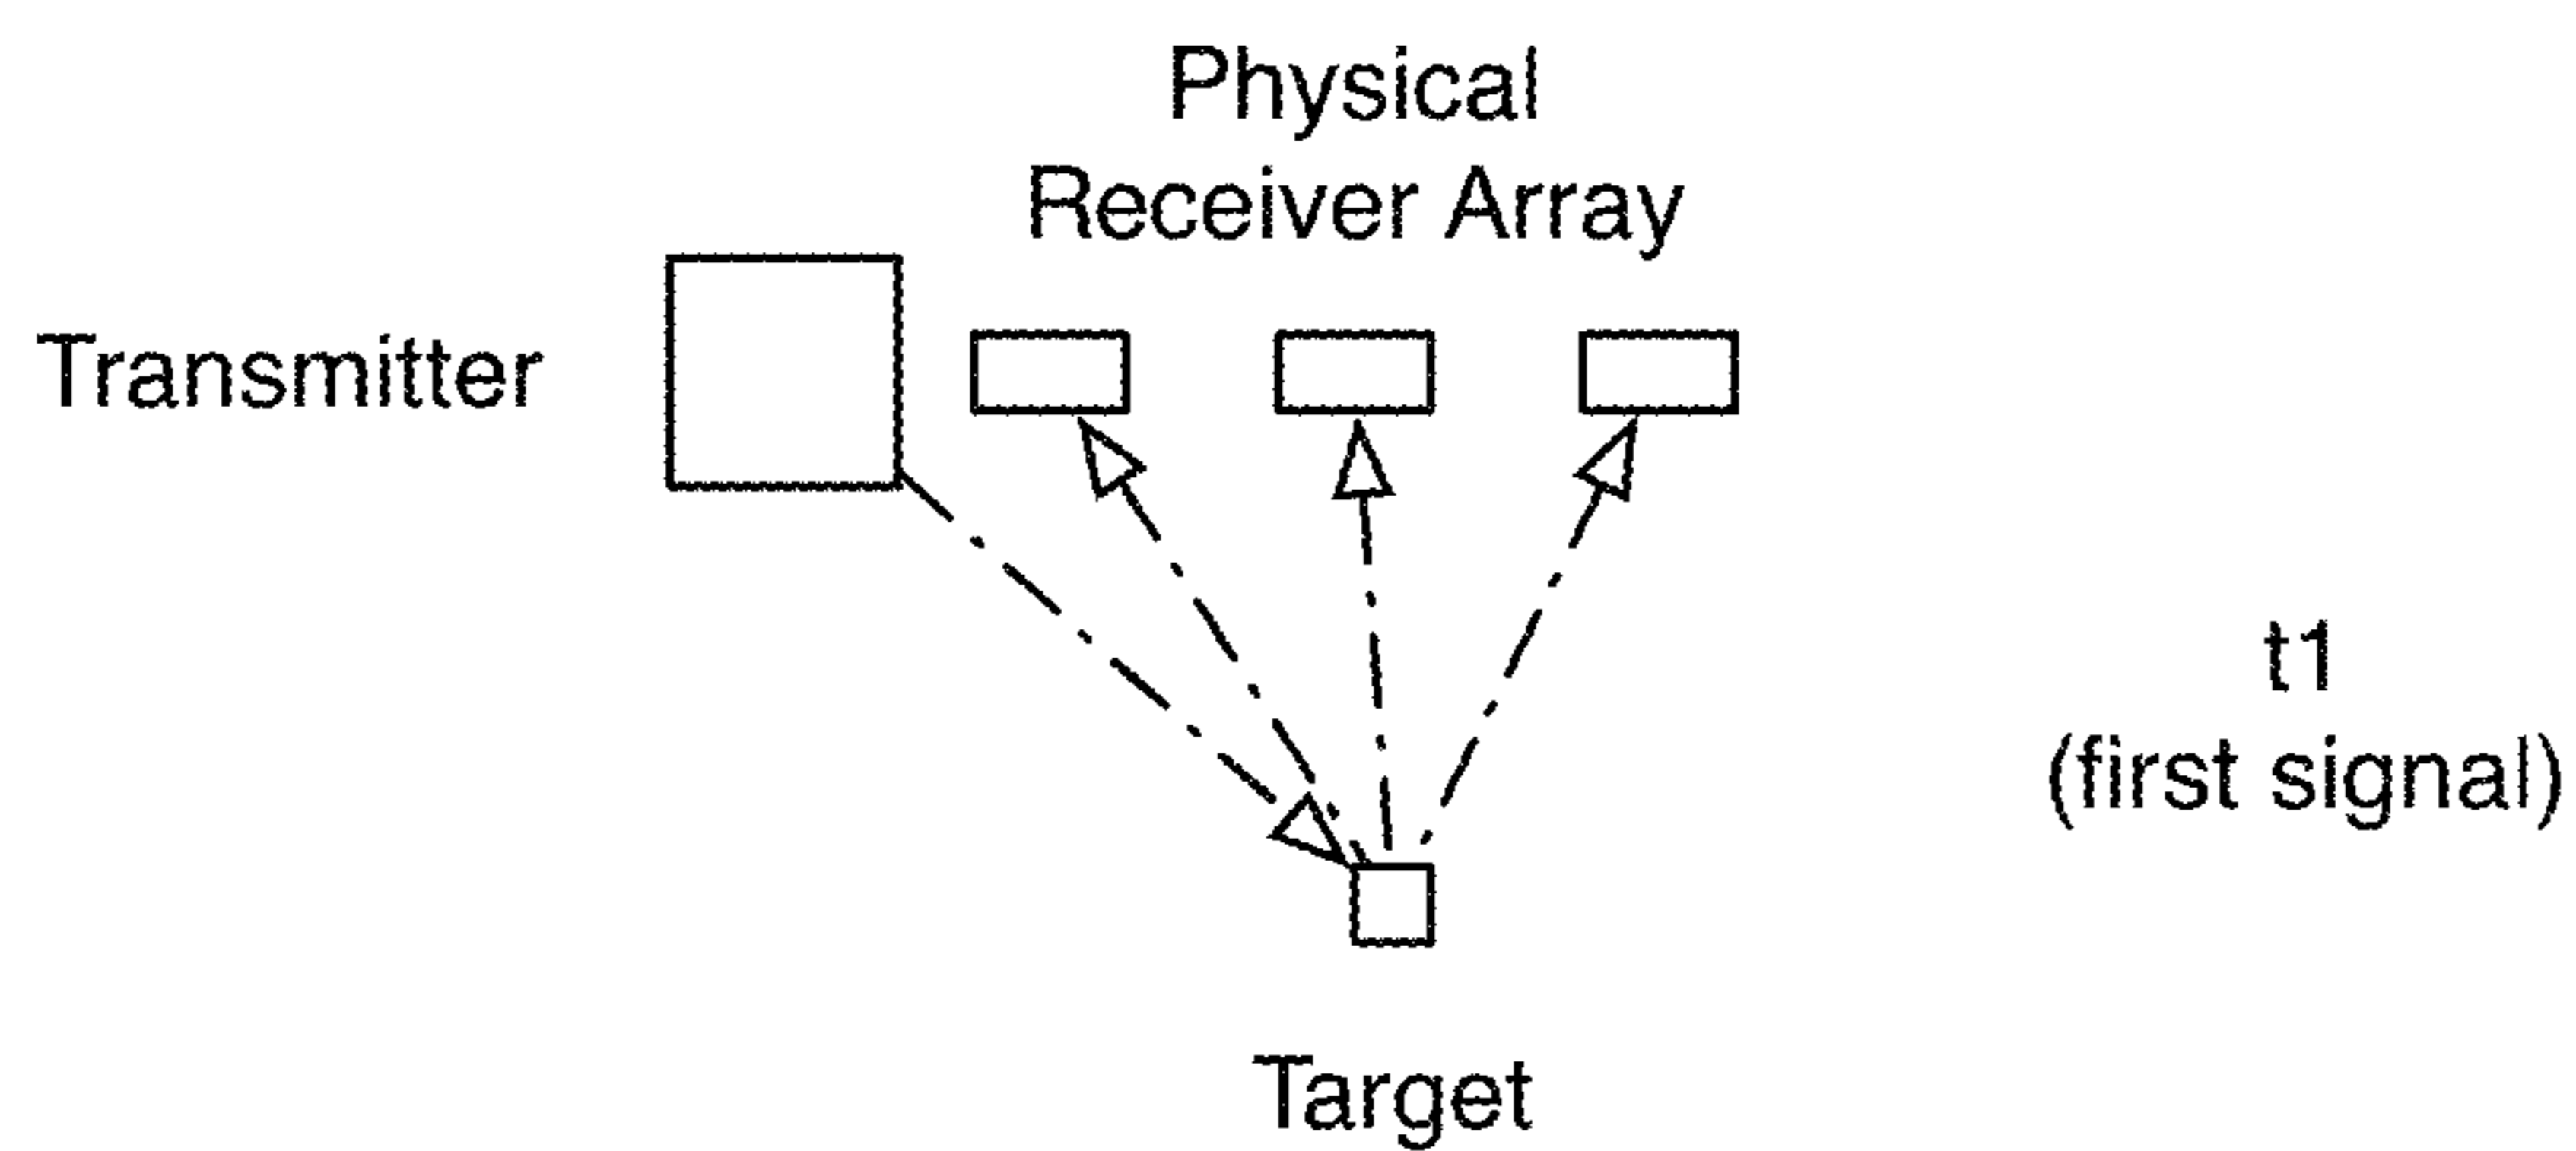 Physical
Receiver Array
Transmitter
t1
(first signal)
Target